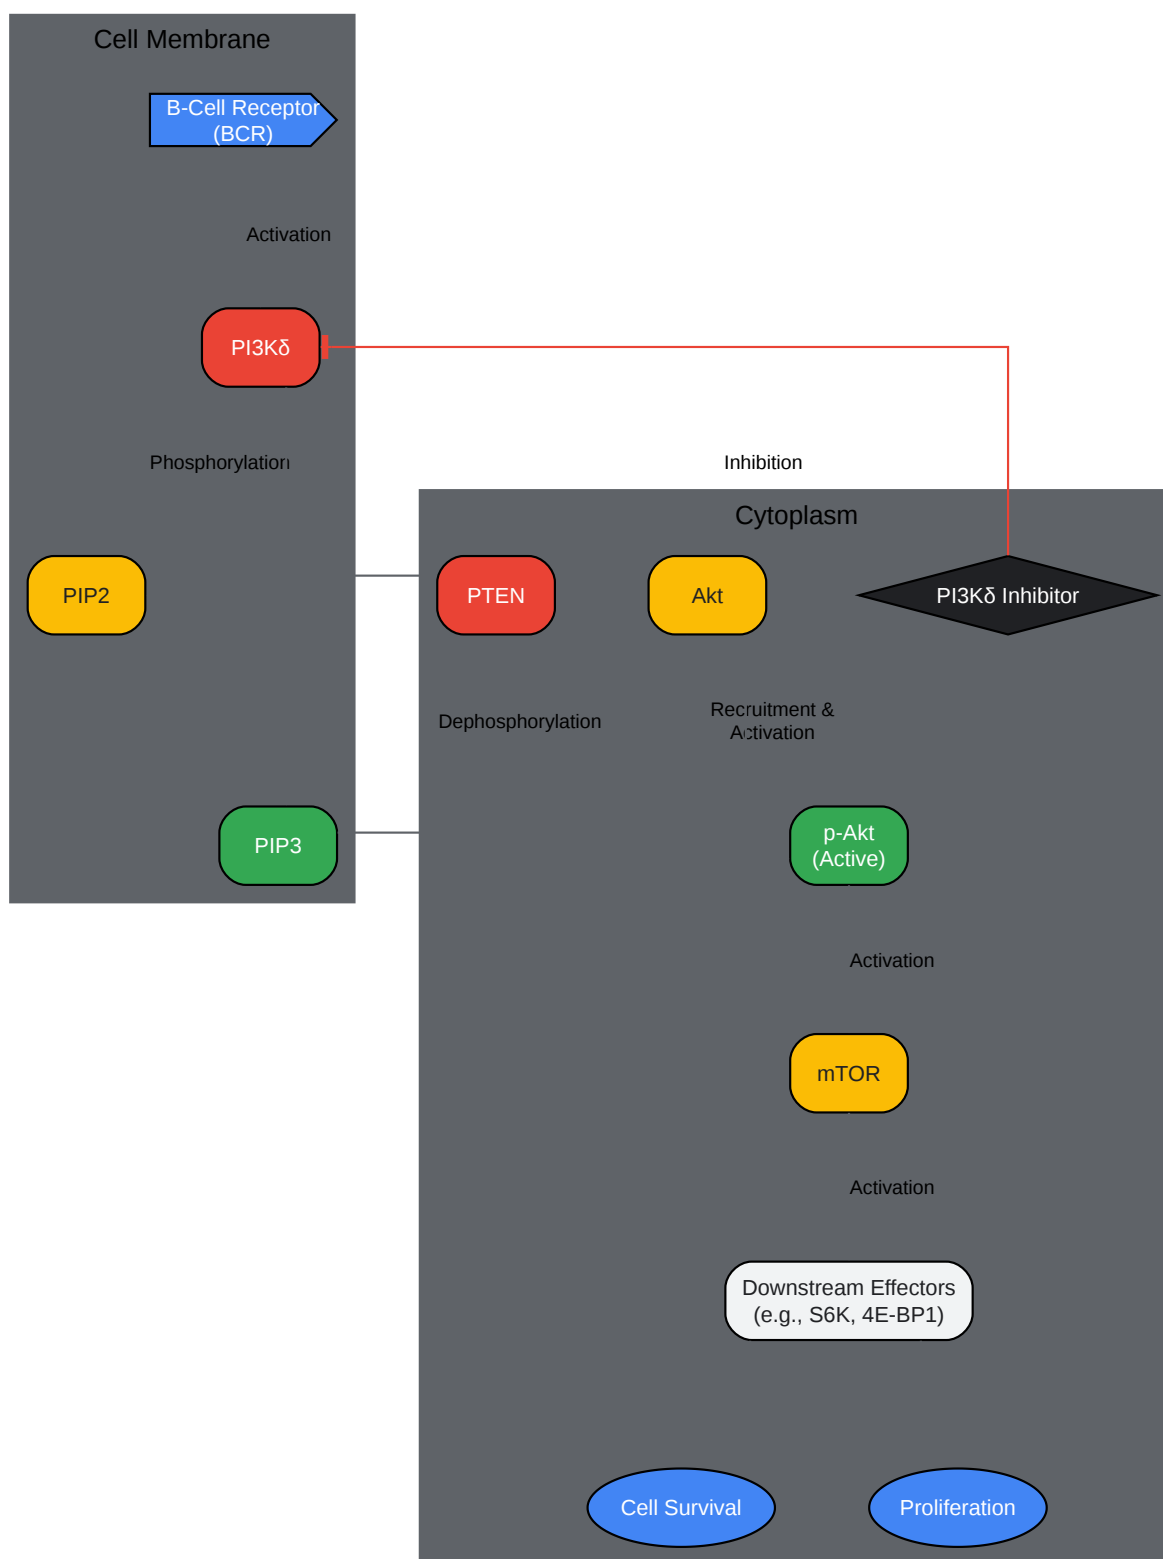 Cell Membrane
B-Cell Receptor
(BCR)
Activation
PI3Kδ
Phosphorylation
Inhibition
Cytoplasm
PIP2
PTEN
Akt
PI3Kδ Inhibitor
Dephosphorylation
Recruitment &
Activation
PIP3
p-Akt
(Active)
Activation
mTOR
Activation
Downstream Effectors
(e.g., S6K, 4E-BP1)
Cell Survival
Proliferation